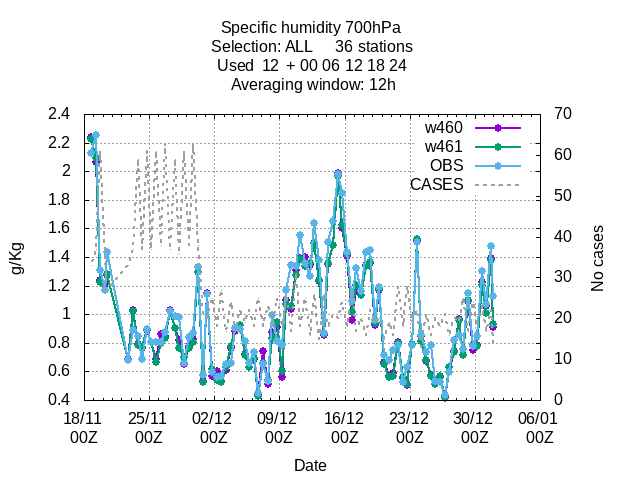 Specific humidity 700hPa
Selection: ALL 36 stations
Used 12 + 00 06 12 18 24
Averaging window: 12h
w460
w461
OBS
CASES
2.4
2.2
2
1.8
1.6
1.4
1.2
1
0.8
0.6
0.4
g/Kg
70
60
50
40
30
20
10
0
No cases
18/11 25/11 02/12 09/12 16/12 23/12 30/12 06/01
00Z 00Z 00Z 00Z 00Z 00Z 00Z 00Z
Date